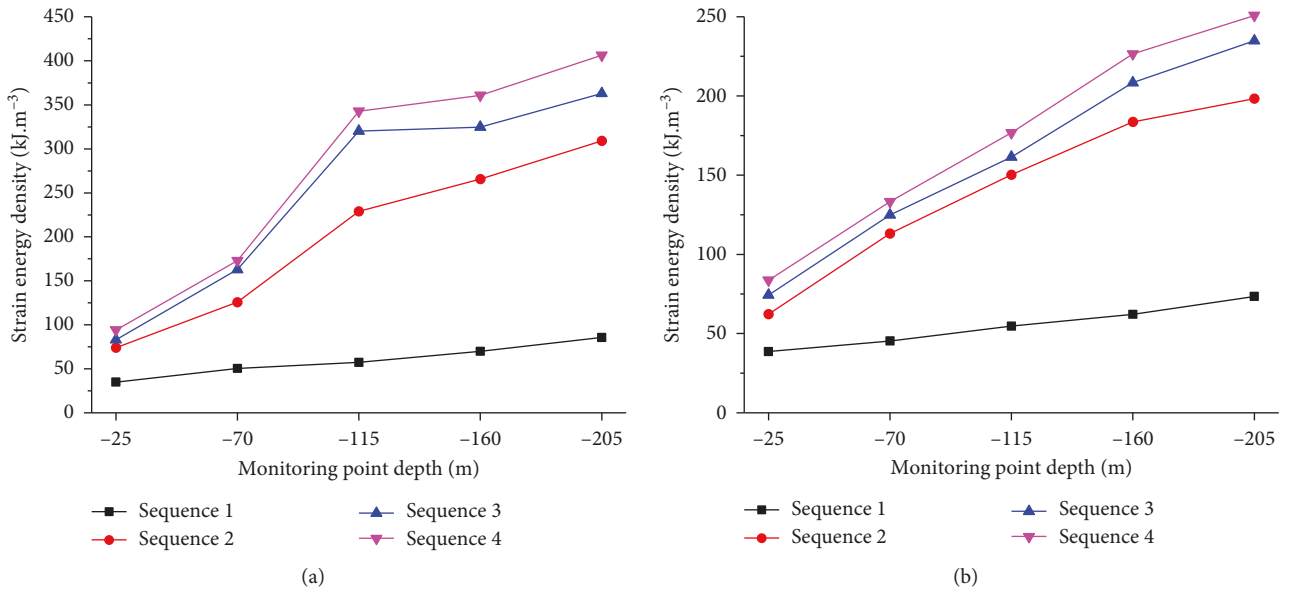 450
400
350
300
250
200
150
100
50
0
Strain energy density (kJ.m⁻³)
–25 –70 –115 –160 –205
Monitoring point depth (m)
Sequence 1 Sequence 3
Sequence 2 Sequence 4
(a)
250
200
150
100
50
0
Strain energy density (kJ.m⁻³)
–25 –70 –115 –160 –205
Monitoring point depth (m)
Sequence 1 Sequence 3
Sequence 2 Sequence 4
(b)